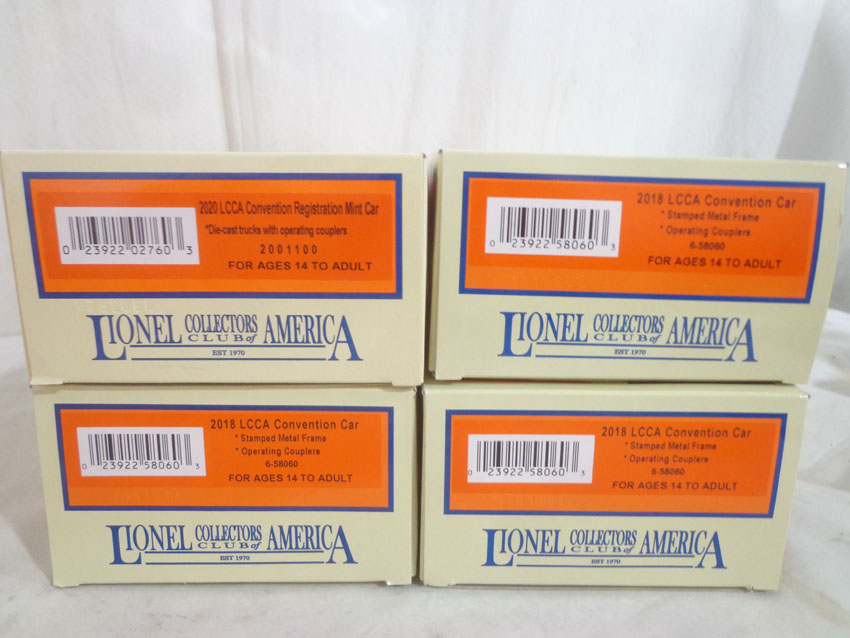 2020 LCCA Convention Registration Mint Car
*Die-cast trucks with operating couplers
2001100
FOR AGES 14 TO ADULT
0 23922 02760 3
LIONEL COLLECTORS CLUB of AMERICA
EST 1970
2018 LCCA Convention Car
* Stamped Metal Frame
* Operating Couplers
6-58060
FOR AGES 14 TO ADULT
0 23922 58060 3
LIONEL COLLECTORS CLUB of AMERICA
EST 1970
2018 LCCA Convention Car
* Stamped Metal Frame
* Operating Couplers
6-58060
FOR AGES 14 TO ADULT
0 23922 58060 3
LIONEL COLLECTORS CLUB of AMERICA
EST 1970
2018 LCCA Convention Car
* Stamped Metal Frame
* Operating Couplers
6-58060
FOR AGES 14 TO ADULT
0 23922 58060 3
LIONEL COLLECTORS CLUB of AMERICA
EST 1970